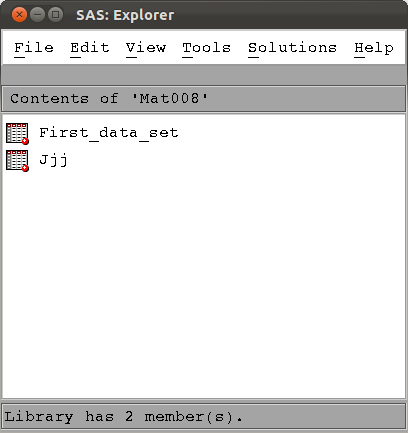 SAS: Explorer
File Edit View Tools Solutions Help
Contents of 'Mat008'
First_data_set
Jjj
Library has 2 member(s).